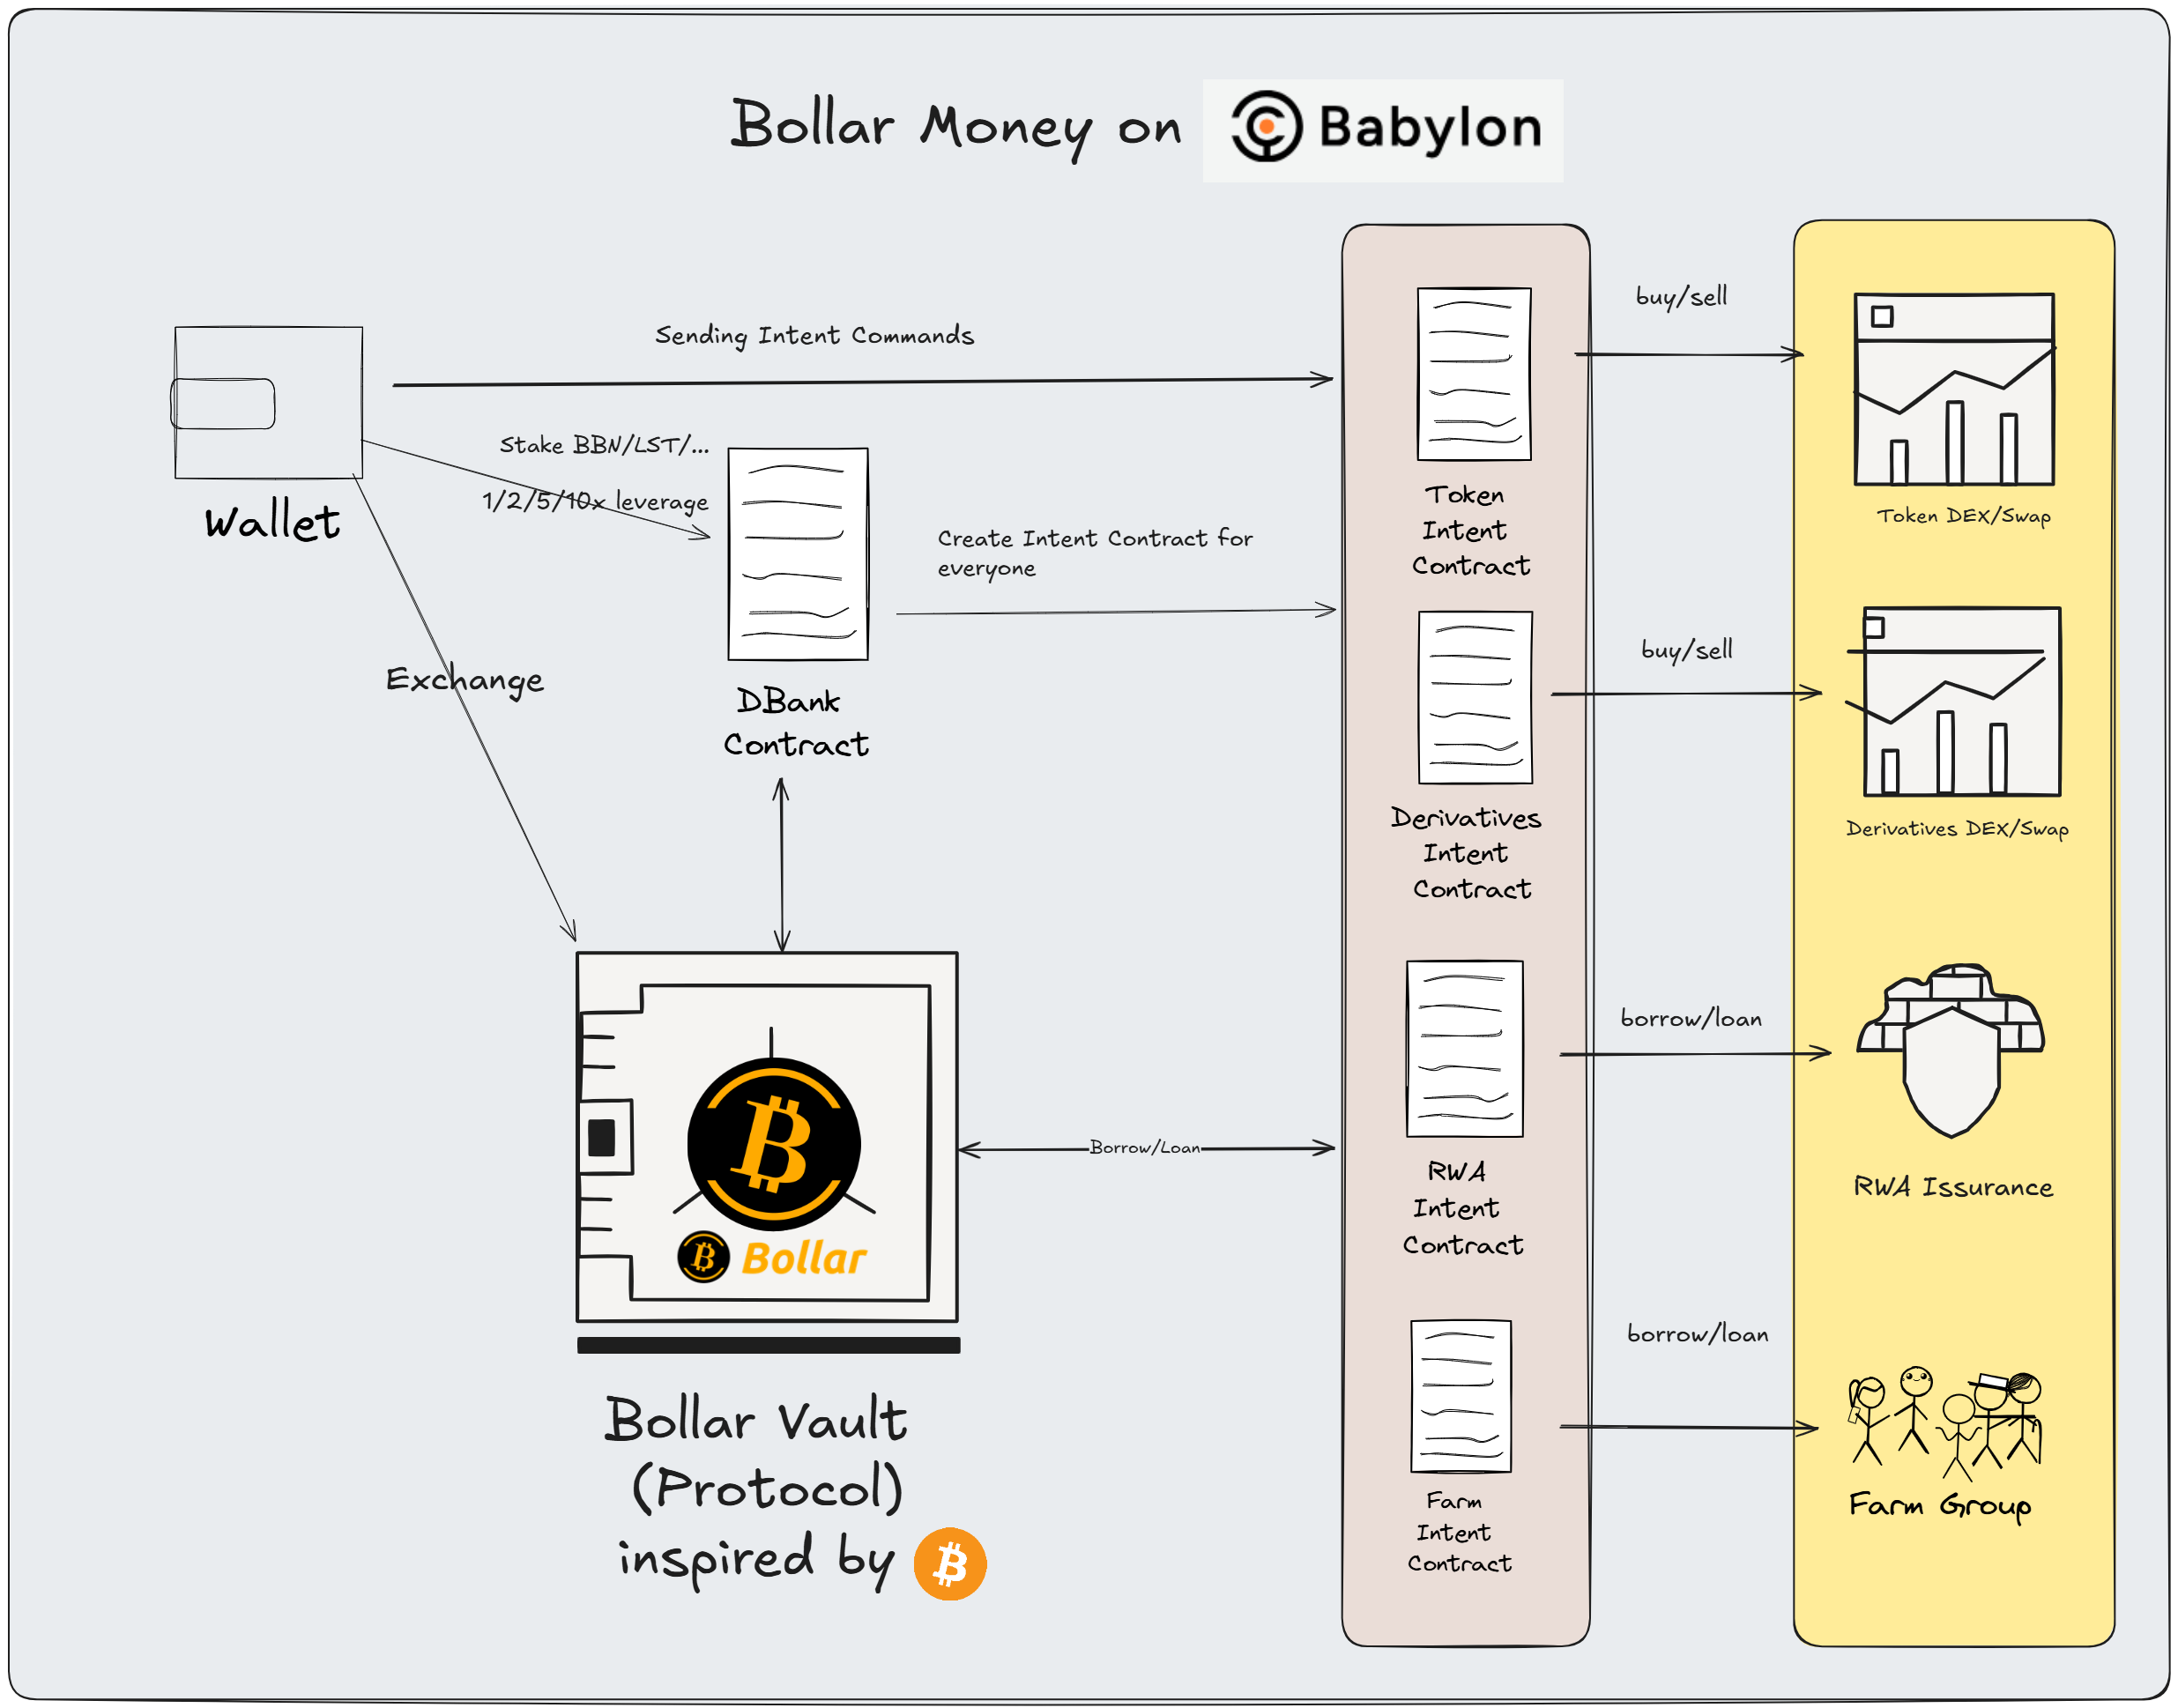 Bollar Money on Babylon
Sending Intent Commands
Wallet
Stake BBN/LST/...
1/2/5/10x leverage
Exchange
DBank
Contract
Create Intent Contract for
everyone
Bollar
Bollar Vault
(Protocol)
inspired by
Borrow/Loan
Token
Intent
Contract
Derivatives
Intent
Contract
RWA
Intent
Contract
Farm
Intent
Contract
buy/sell
buy/sell
borrow/loan
borrow/loan
Token DEX/Swap
Derivatives DEX/Swap
RWA Issurance
Farm Group